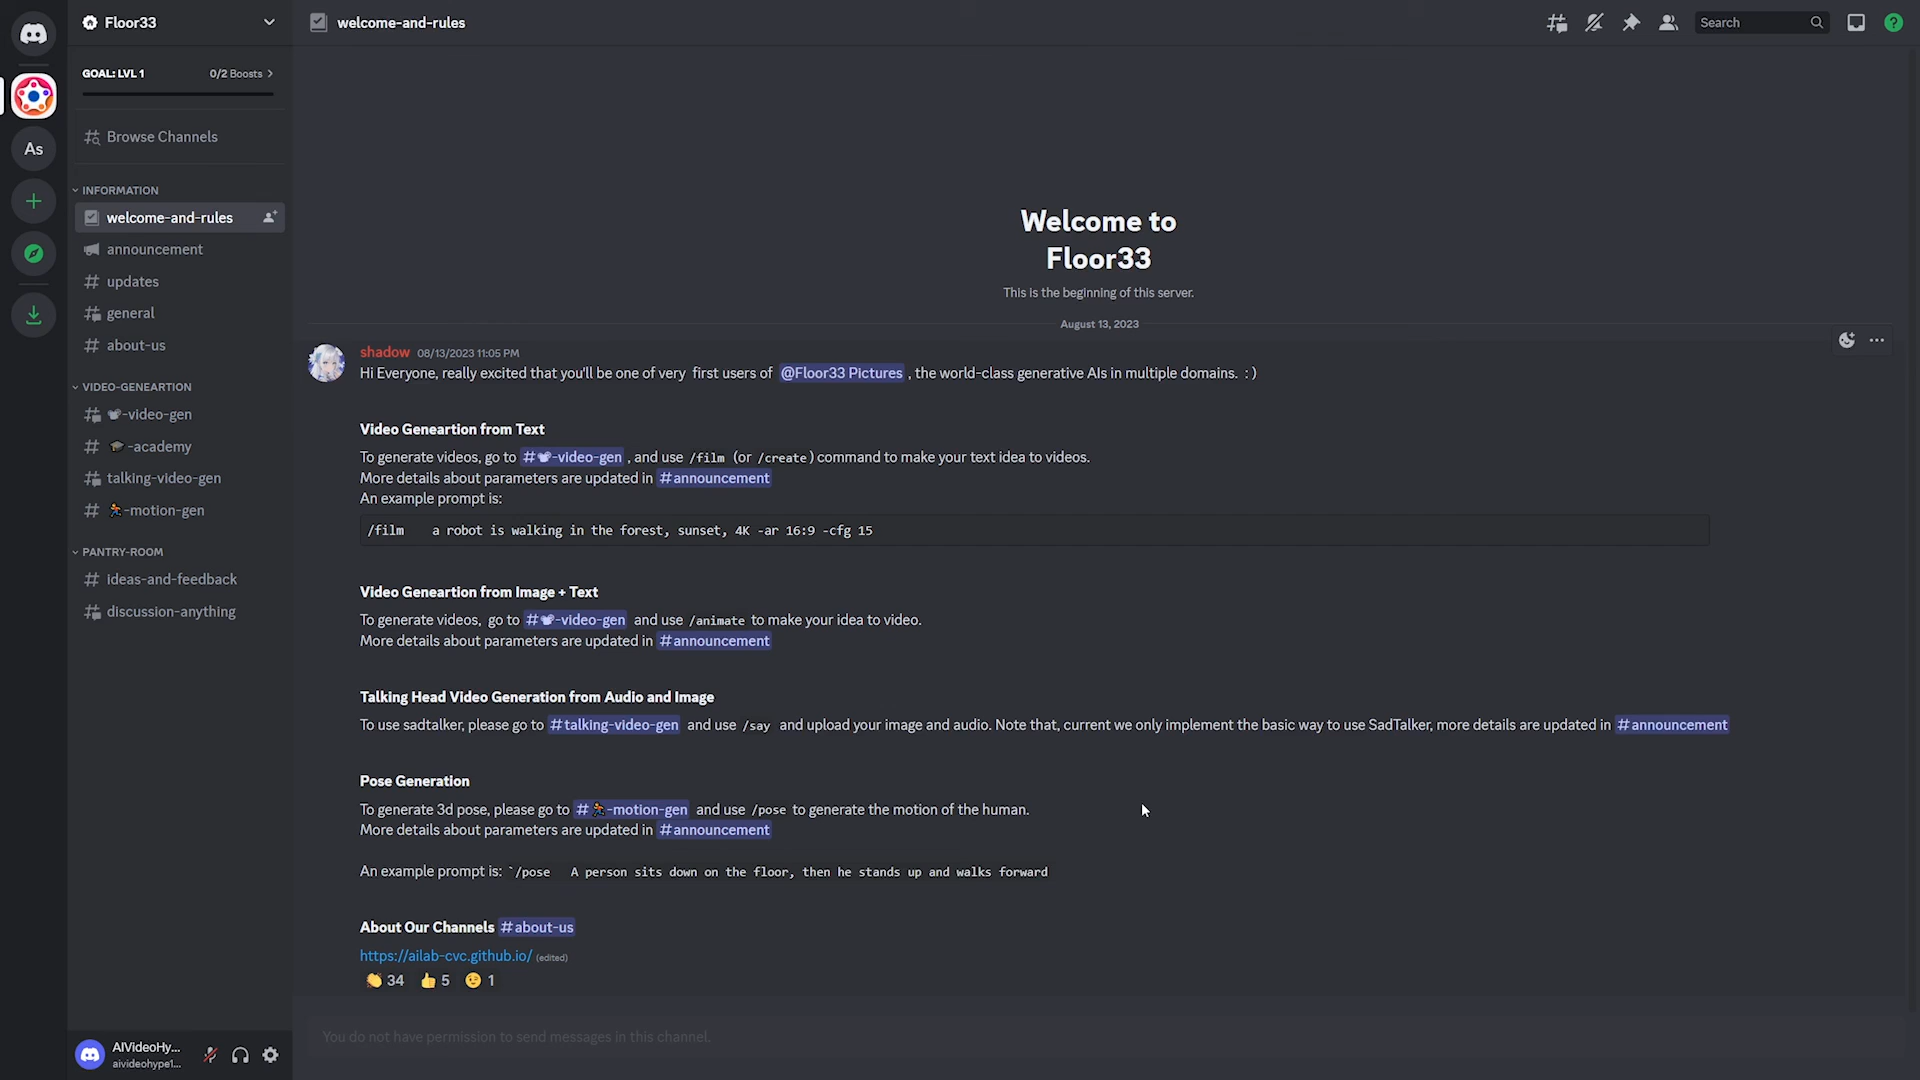 Floor33
welcome-and-rules
Search
GOAL: LVL 1 0/2 Boosts
As
Browse Channels
INFORMATION
welcome-and-rules
announcement
updates
general
about-us
VIDEO-GENEARTION
-video-gen
-academy
talking-video-gen
-motion-gen
PANTRY-ROOM
ideas-and-feedback
discussion-anything
AIVideoHy...
aivideohype1...
Welcome to
Floor33
This is the beginning of this server.
August 13, 2023
shadow 08/13/2023 11:05 PM
Hi Everyone, really excited that you'll be one of very first users of @Floor33 Pictures , the world-class generative AIs in multiple domains. : )
Video Geneartion from Text
To generate videos, go to #-video-gen , and use /film (or /create) command to make your text idea to videos.
More details about parameters are updated in #announcement
An example prompt is:
/film a robot is walking in the forest, sunset, 4K -ar 16:9 -cfg 15
Video Geneartion from Image + Text
To generate videos, go to #-video-gen and use /animate to make your idea to video.
More details about parameters are updated in #announcement
Talking Head Video Generation from Audio and Image
To use sadtalker, please go to #talking-video-gen and use /say and upload your image and audio. Note that, current we only implement the basic way to use SadTalker, more details are updated in #announcement
Pose Generation
To generate 3d pose, please go to #-motion-gen and use /pose to generate the motion of the human.
More details about parameters are updated in #announcement
An example prompt is: `/pose A person sits down on the floor, then he stands up and walks forward
About Our Channels #about-us
https://ailab-cvc.github.io/ (edited)
34 5 1
You do not have permission to send messages in this channel.